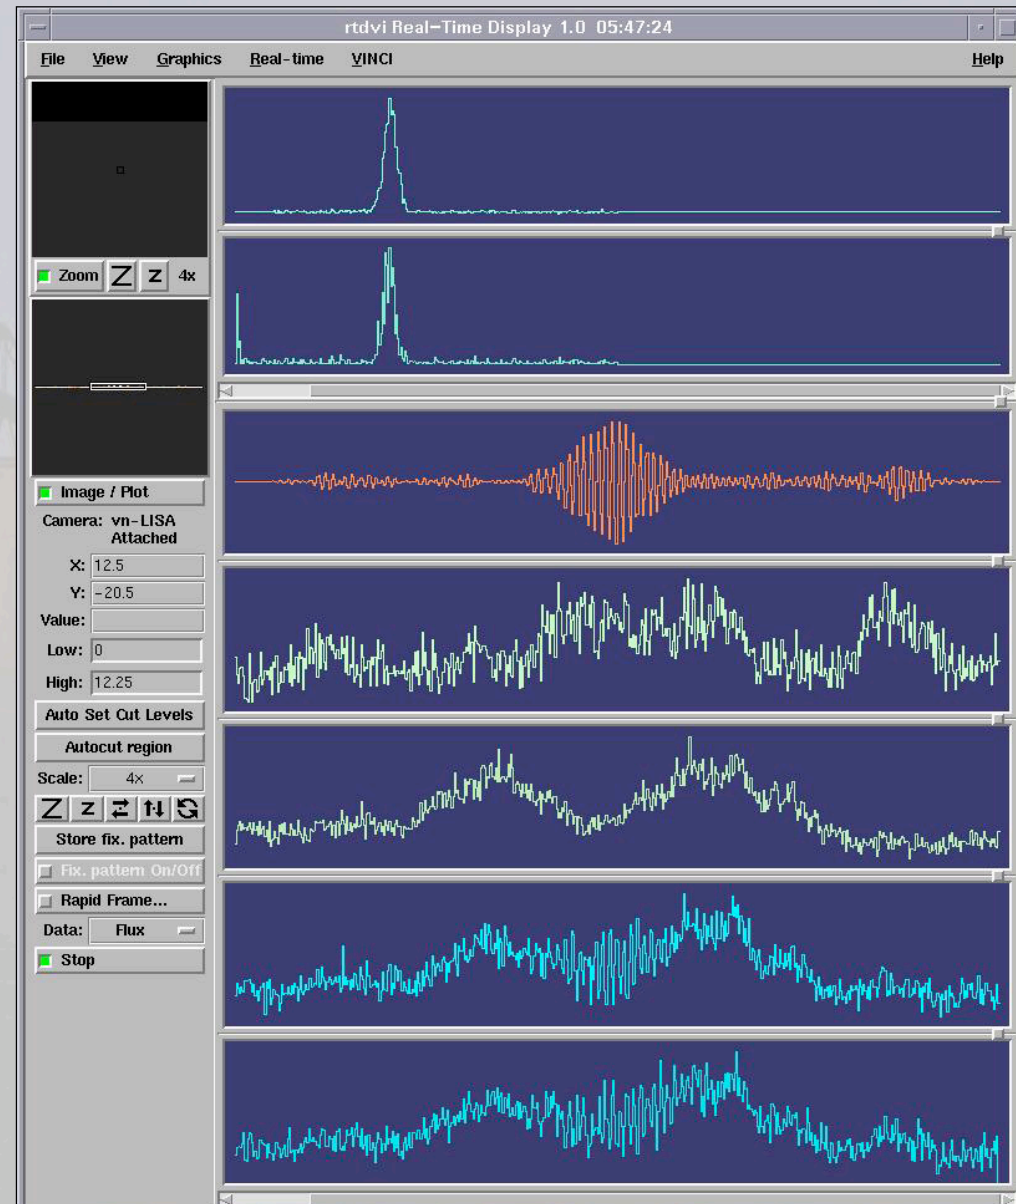 rtdvi Real-Time Display 1.0 05:47:24
File View Graphics Real-time VINCI Help
Zoom Z z 4x
Image / Plot
Camera: vn-LISA
Attached
X: 12.5
Y: -20.5
Value:
Low: 0
High: 12.25
Auto Set Cut Levels
Autocut region
Scale: 4x
Z z
Store fix. pattern
Fix. pattern On/Off
Rapid Frame...
Data: Flux
Stop